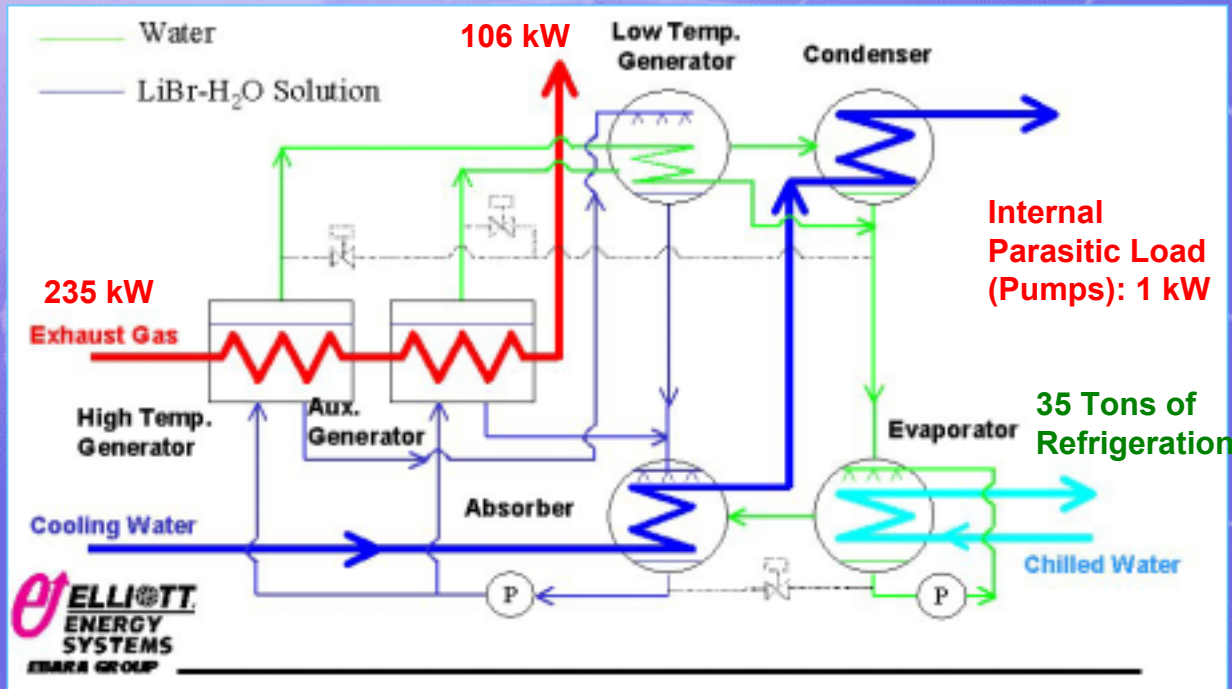 Water
LiBr-H₂O Solution
106 kW
Low Temp.
Generator
Condenser
Internal
Parasitic Load
(Pumps): 1 kW
235 kW
Exhaust Gas
High Temp.
Generator
Aux.
Generator
35 Tons of
Refrigeration
Evaporator
Absorber
Cooling Water
Chilled Water
P
P
ELLIOTT
ENERGY
SYSTEMS
EBARA GROUP